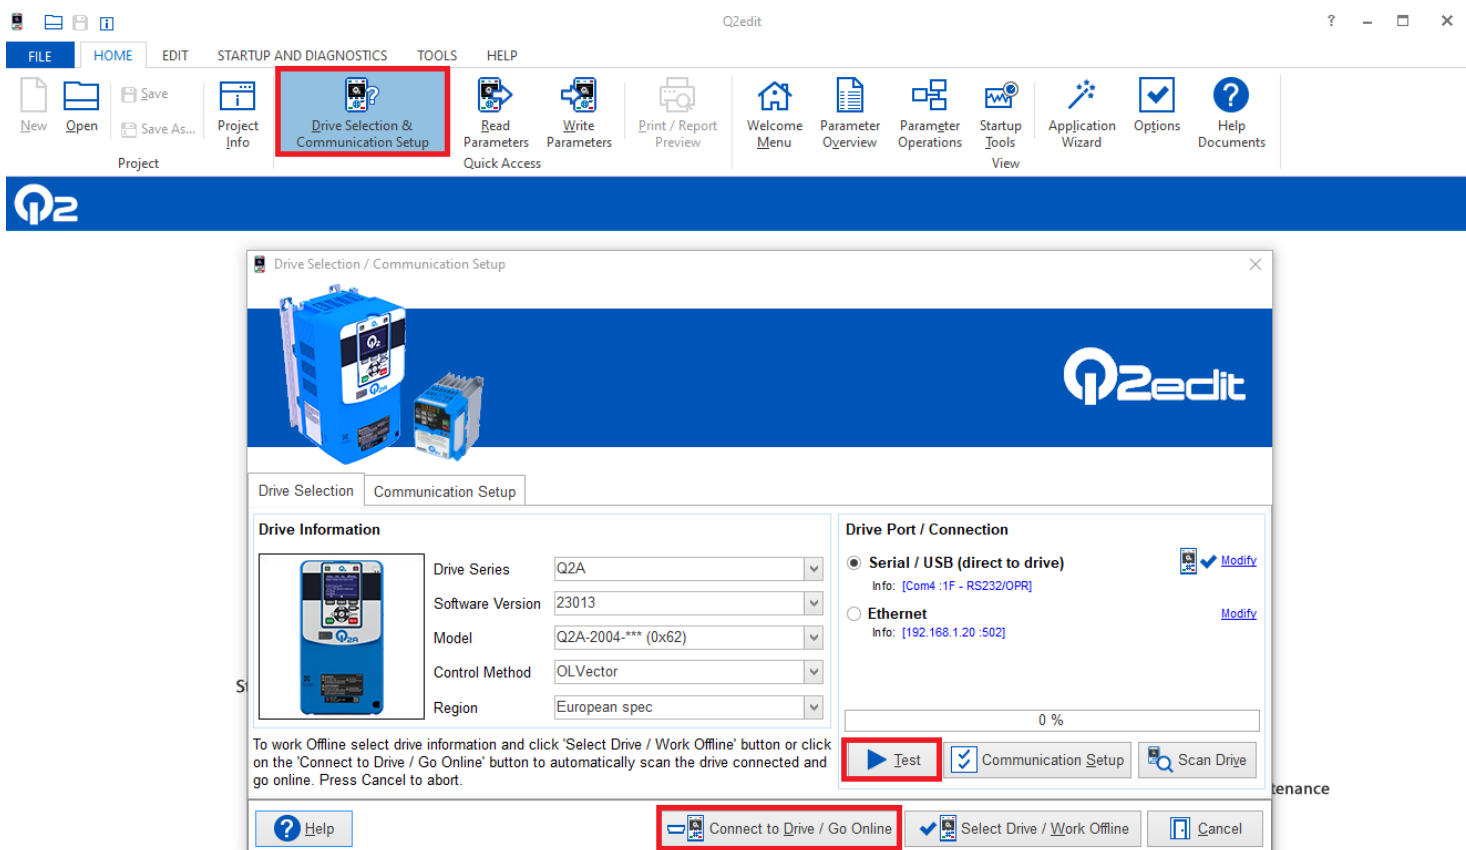 Q2edit
?
FILE HOME EDIT STARTUP AND DIAGNOSTICS TOOLS HELP
New
Open
Save
Save As...
Project
Info
Drive Selection &
Communication Setup
Read
Parameters
Write
Parameters
Print / Report
Preview
Welcome
Menu
Parameter
Overview
Parameter
Operations
Startup
Tools
Application
Wizard
Options
Help
Documents
Project
Quick Access
View
Q2
Drive Selection / Communication Setup
Q2edit
Drive Selection
Communication Setup
Drive Information
Q2A
Drive Series Q2A
Software Version 23013
Model Q2A-2004-*** (0x62)
Control Method OLVector
Region European spec
To work Offline select drive information and click 'Select Drive / Work Offline' button or click
on the 'Connect to Drive / Go Online' button to automatically scan the drive connected and
go online. Press Cancel to abort.
Drive Port / Connection
Serial / USB (direct to drive) Modify
Info: [Com4 :1F - RS232/OPR]
Ethernet Modify
Info: [192.168.1.20 :502]
0 %
Test
Communication Setup
Scan Drive
tenance
Help
Connect to Drive / Go Online
Select Drive / Work Offline
Cancel